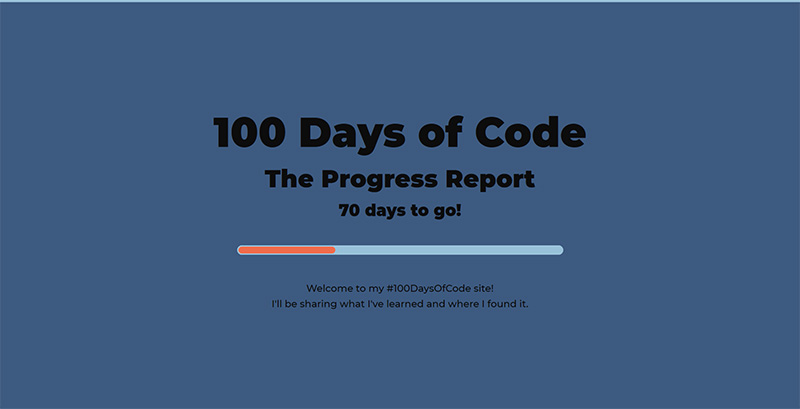 100 Days of Code
The Progress Report
70 days to go!
Welcome to my #100DaysOfCode site!
I'll be sharing what I've learned and where I found it.